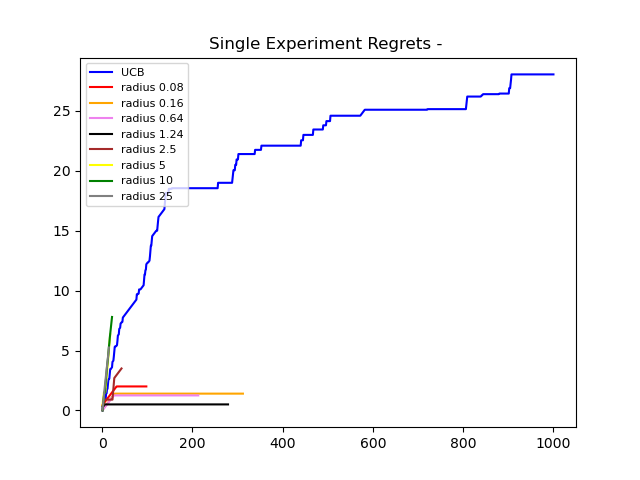 Single Experiment Regrets -
UCB
radius 0.08
radius 0.16
radius 0.64
radius 1.24
radius 2.5
radius 5
radius 10
radius 25
25
20
15
10
5
0
0 200 400 600 800 1000